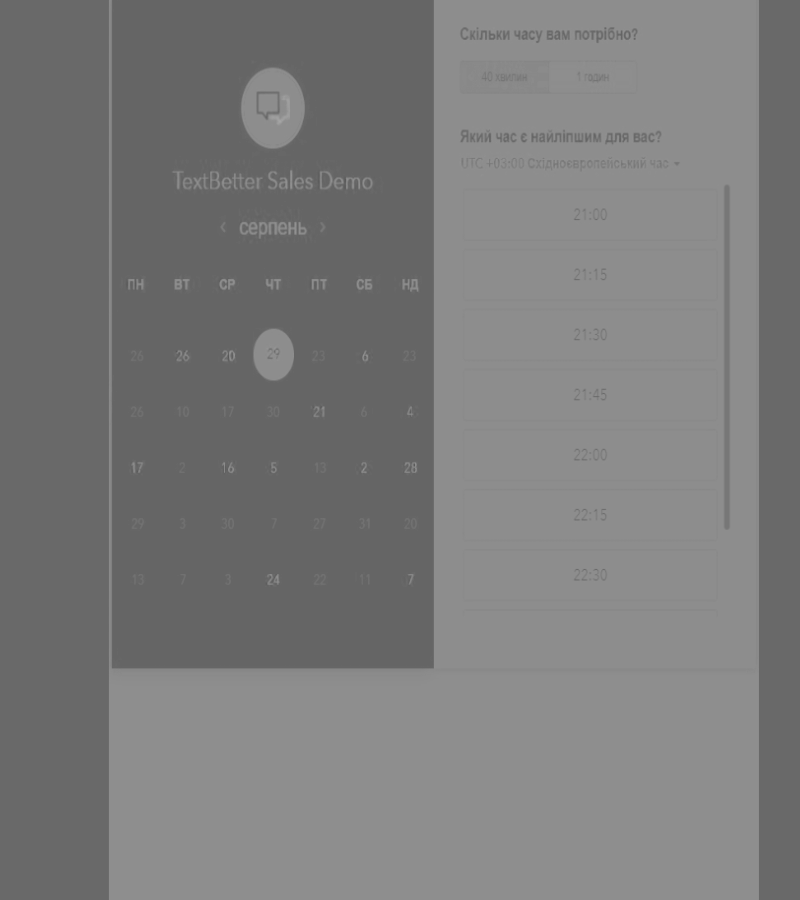 TextBetter Sales Demo
‹ серпень ›
ПН ВТ СР ЧТ ПТ СБ НД
26 20 29 23 6 23
10 17 30 21 6 4
17 2 16 5 13 2 28
29 3 30 7 27 31 20
13 7 3 24 22 11 7
Скільки часу вам потрібно?
40 хвилин 1 годин
Який час є найліпшим для вас?
UTC +03:00 Східноєвропейський час
21:00
21:15
21:30
21:45
22:00
22:15
22:30